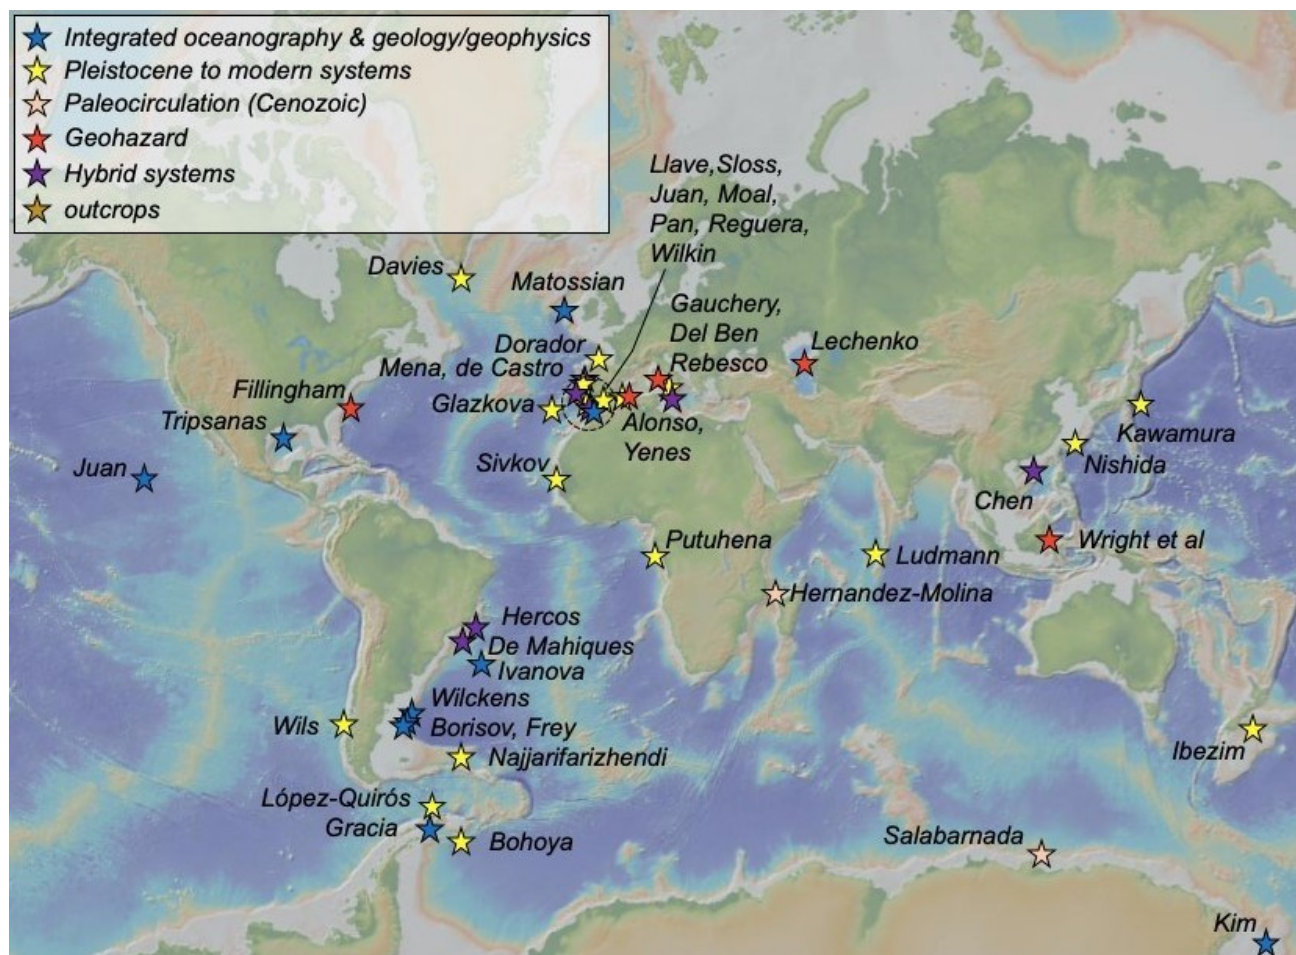 Integrated oceanography & geology/geophysics
Pleistocene to modern systems
Paleocirculation (Cenozoic)
Geohazard
Hybrid systems
outcrops
Llave,Sloss,
Juan, Moal,
Pan, Reguera,
Wilkin
Davies
Matossian
Gauchery,
Del Ben
Rebesco
Dorador
Lechenko
Mena, de Castro
Fillingham
Glazkova
Tripsanas
Alonso,
Yenes
Kawamura
Juan
Sivkov
Nishida
Chen
Putuhena
Wright et al
Ludmann
Hernandez-Molina
Hercos
De Mahiques
Ivanova
Wilckens
Wils
Borisov, Frey
Ibezim
Najjarifarizhendi
López-Quirós
Gracia
Bohoya
Salabarnada
Kim